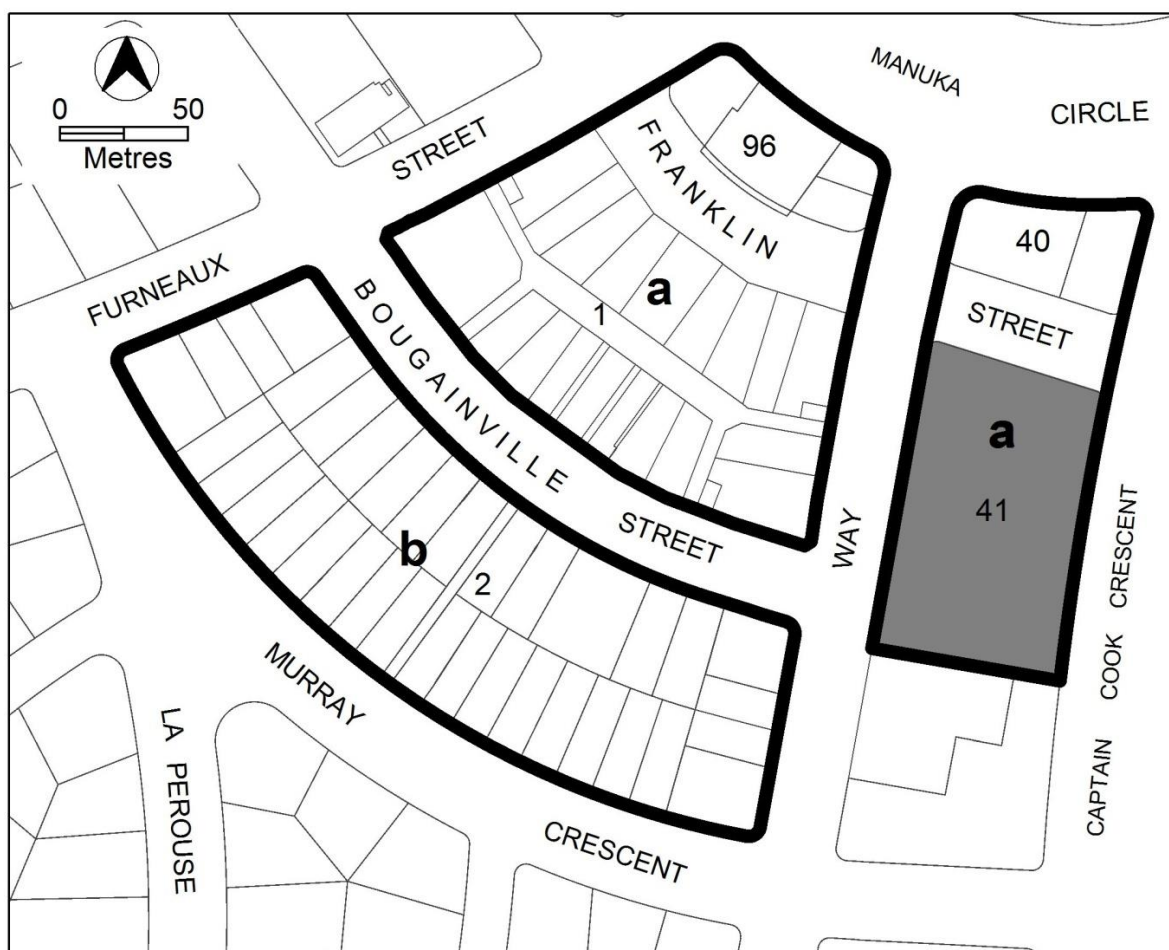 MANUKA
CIRCLE
0 50
Metres
STREET
FRANKLIN
96
40
STREET
a
1
FURNEAUX
BOUGAINVILLE
STREET
a
41
WAY
b
2
MURRAY
CRESCENT
LA PEROUSE
CAPTAIN COOK CRESCENT